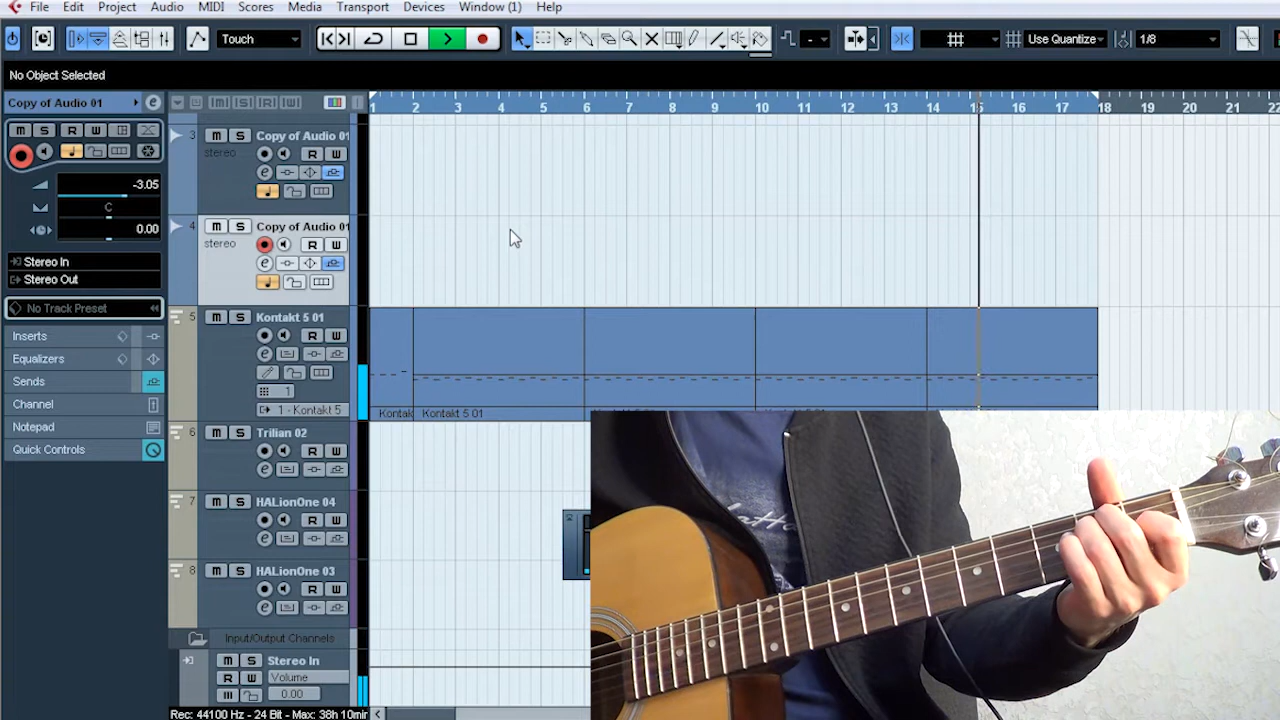 File Edit Project Audio MIDI Scores Media Transport Devices Window (1) Help
Touch - Use Quantize 1/8
No Object Selected
Copy of Audio 01 e
M S R W
-3.05
C
0.00
Stereo In
Stereo Out
No Track Preset
Inserts
Equalizers
Sends
Channel
Notepad
Quick Controls
M S R W
1 2 3 4 5 6 7 8 9 10 11 12 13 14 15 16 17 18 19 20 21 22
3 M S Copy of Audio 01
stereo R W
e
4 M S Copy of Audio 01
stereo R W
e
5 M S Kontakt 5 01
R W
e
1
1 - Kontakt 5
Kontak Kontakt 5 01
6 M S Trilian 02
R W
e
7 M S HALionOne 04
R W
e
8 M S HALionOne 03
R W
e
Input/Output Channels
M S Stereo In
R W Volume
0.00
Rec: 44100 Hz - 24 Bit - Max: 38h 10min